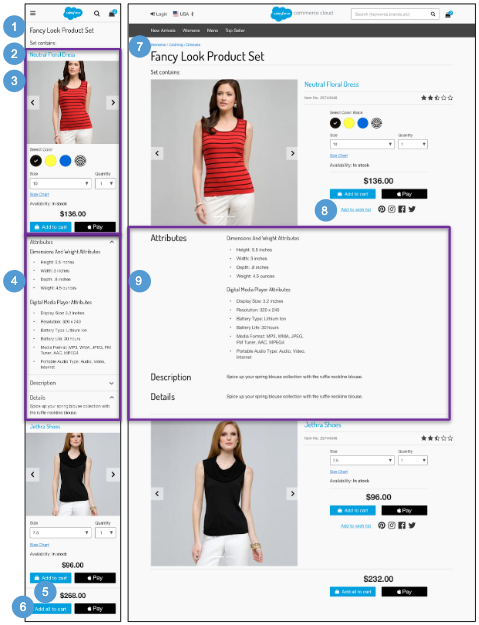 1
2
3
4
5
6
Fancy Look Product Set
Set contains:
Neutral Floral Dress
Select Color
Size
Quantity
10
1
Size Chart
Availability: In stock
$136.00
Add to cart
Pay
Attributes
Dimensions And Weight Attributes
Height: 5.5 inches
Width: 3 inches
Depth: .8 inches
Weight: 4.5 ounces
Digital Media Player Attributes
Display Size: 3.2 inches
Resolution: 320 x 240
Battery Type: Lithium Ion
Battery Life: 30 hours
Media Format: MP3, WMA, JPEG,
FM Tuner, AAC, MPEG4
Portable Audio Type: Audio, Video,
Internet
Description
Details
Spice up your spring blouse collection with
the ruffle neckline blouse.
Jethra Shoes
Size
Quantity
7.5
1
Size Chart
Availability: In stock
$96.00
Add to cart
Pay
$268.00
Add all to cart
Pay
Login
USA
commerce cloud
Search (keywords,brands,etc)
New Arrivals Womens Mens Top Seller
7
Womens / Clothing / Dresses
Fancy Look Product Set
Set contains:
Neutral Floral Dress
Select Color: Black
Size
Quantity
10
1
Size Chart
Availability: In stock
$136.00
Add to cart
Pay
8
Add to wish list
9
Attributes
Dimensions And Weight Attributes
Height: 5.5 inches
Width: 3 inches
Depth: .8 inches
Weight: 4.5 ounces
Digital Media Player Attributes
Display Size: 3.2 inches
Resolution: 320 x 240
Battery Type: Lithium Ion
Battery Life: 30 hours
Media Format: MP3, WMA, JPEG,
FM Tuner, AAC, MPEG4
Portable Audio Type: Audio, Video,
Internet
Description
Spice up your spring blouse collection with the ruffle neckline blouse.
Details
Spice up your spring blouse collection with the ruffle neckline blouse.
Jethra Shoes
Size
Quantity
7.5
1
Size Chart
Availability: In stock
$96.00
Add to cart
Pay
Add to wish list
$232.00
Add all to cart
Pay